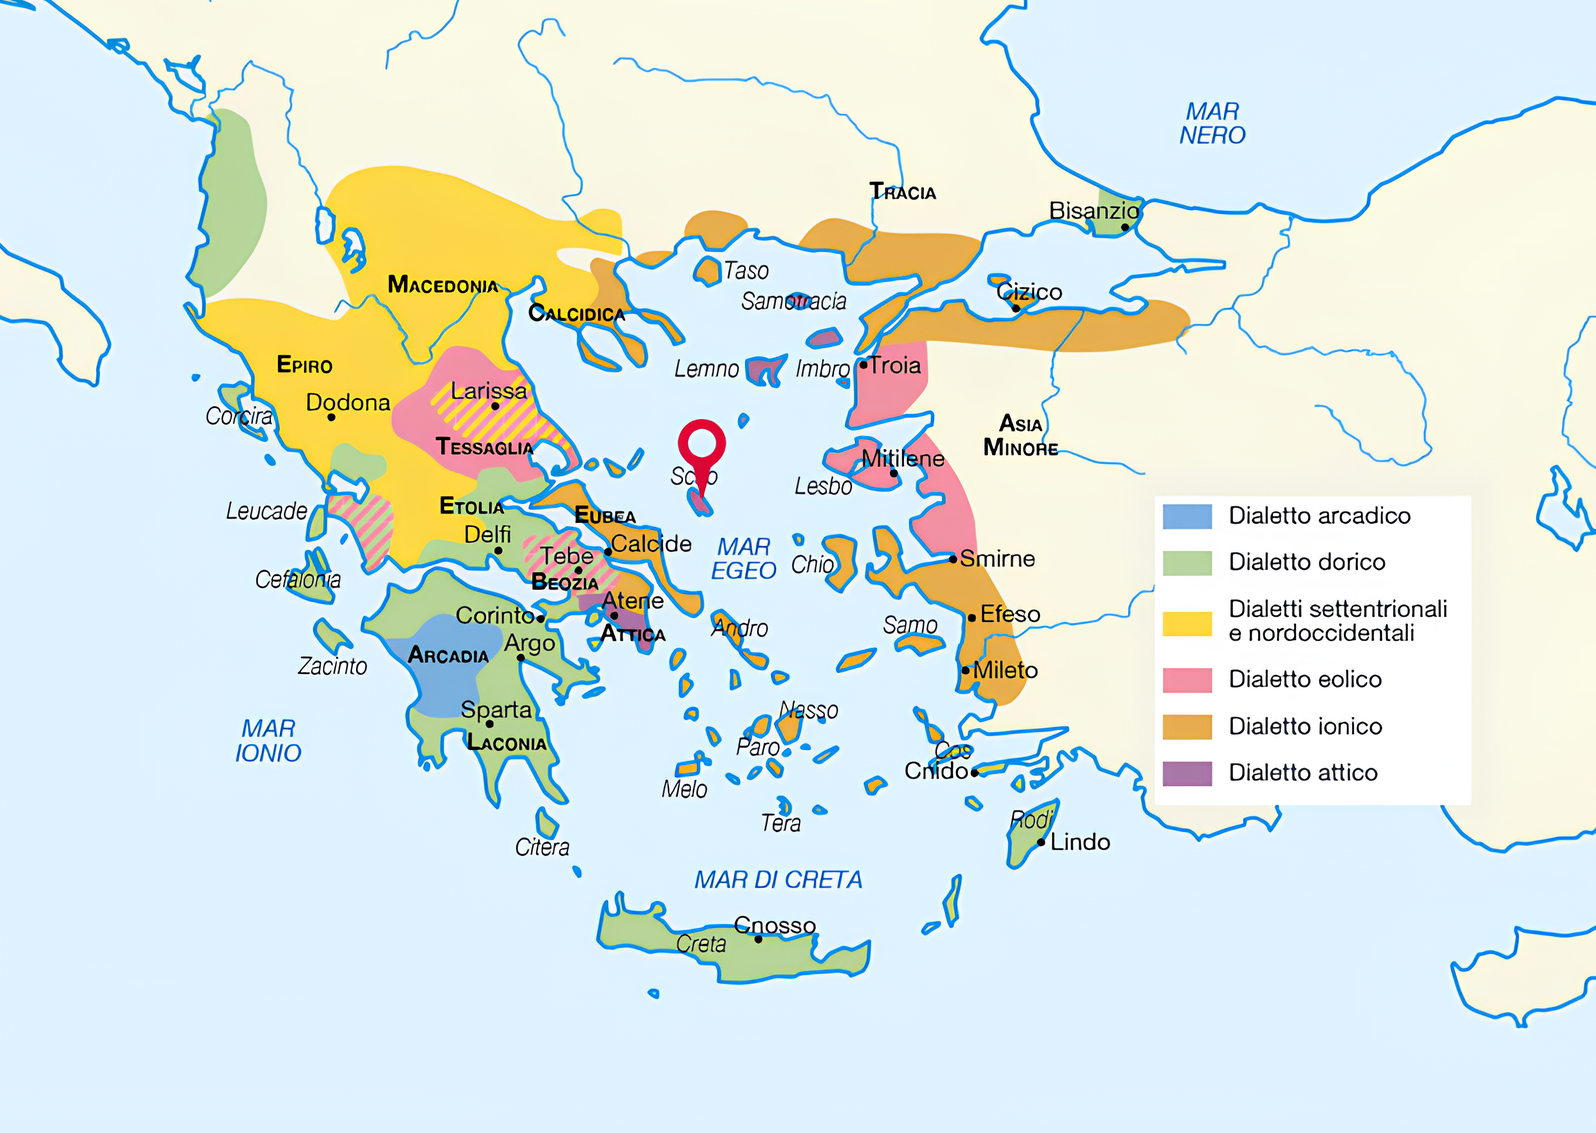 MAR
NERO
TRACIA
Bisanzio
Taso
Samotracia
Cizico
MACEDONIA
CALCIDICA
EPIRO
Lemno
Imbro
Troia
Larissa
Dodona
Corcira
TESSAGLIA
ASIA
MINORE
Mitilene
Lesbo
Leucade
ETOLIA
EUBEA
Delfi
Calcide
Tebe
BEOZIA
MAR
EGEO
Chio
Smirne
Cefalonia
Atene
ATTICA
Corinto
Argo
ARCADIA
Andro
Samo
Efeso
Mileto
Zacinto
Sparta
LACONIA
MAR
IONIO
Nasso
Paro
Melo
Tera
Cos
Cnido
Citera
Rodi
Lindo
MAR DI CRETA
Cnosso
Creta
Dialetto arcadico
Dialetto dorico
Dialetti settentrionali
e nordoccidentali
Dialetto eolico
Dialetto ionico
Dialetto attico